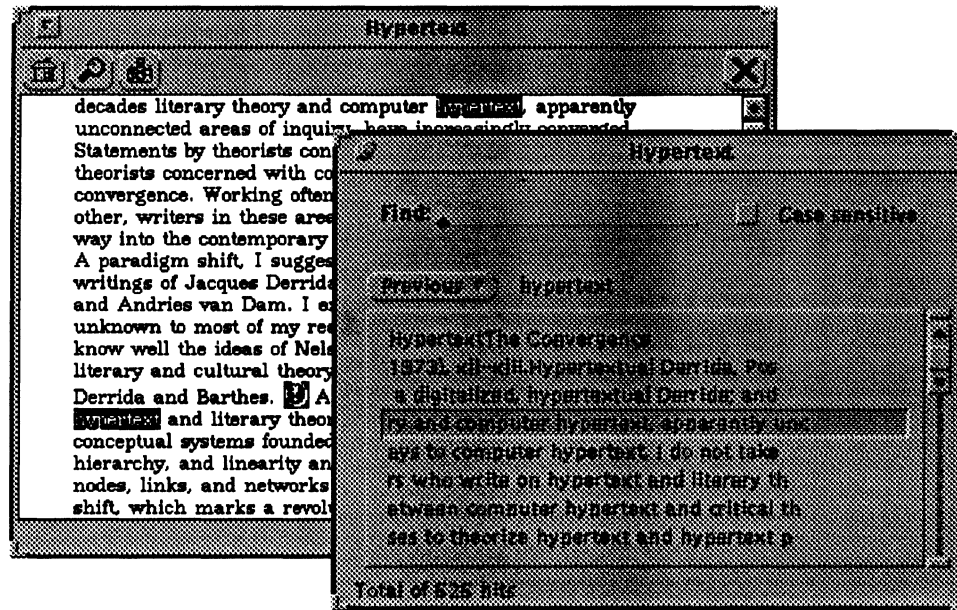 Hypertext
decades literary theory and computer hypertext, apparently
unconnected areas of inquiry, have increasingly converged.
Statements by theorists con
theorists concerned with co
convergence. Working often
other, writers in these area
way into the contemporary
A paradigm shift, I sugges
writings of Jacques Derrida
and Andries van Dam. I e
unknown to most of my rea
know well the ideas of Nels
literary and cultural theory
Derrida and Barthes. A
hypertext and literary theor
conceptual systems founded
hierarchy, and linearity an
nodes, links, and networks
shift, which marks a revolu
Hypertext
Find:
Case sensitive
Previous hypertext
Hypertext(The Convergence
1973), xii-xiii.Hypertextual Derrida, Pos
a digitalized, hypertextual Derrida; and
ry and computer hypertext, apparently unc
ays to computer hypertext. I do not take
rs who write on hypertext and literary th
etween computer hypertext and critical th
ses to theorize hypertext and hypertext p
Total of 626 hits